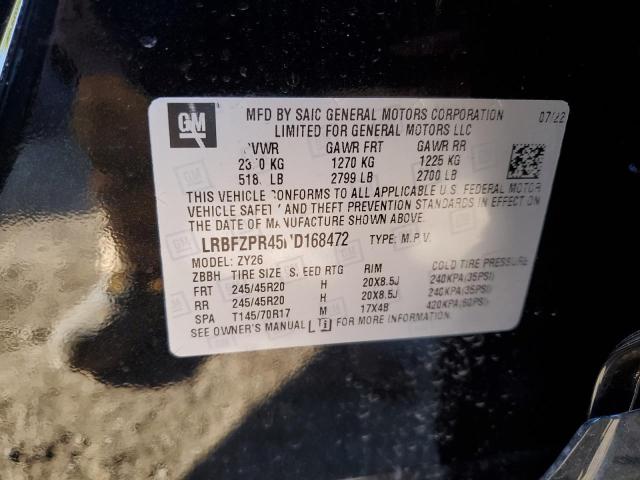 GM
MFD BY SAIC GENERAL MOTORS CORPORATION
LIMITED FOR GENERAL MOTORS LLC
07/22
GAWR FRT GAWR RR
KG 1270 KG 1225 KG
LB 2799 LB 2700 LB
THIS VEHICLE CONFORMS TO ALL APPLICABLE U.S. FEDERAL MOTOR
VEHICLE SAFETY AND THEFT PREVENTION STANDARDS IN EFFECT ON
THE DATE OF MANUFACTURE SHOWN ABOVE.
TYPE: M.P.V.
MODEL: ZY26
ZBBH TIRE SIZE SPEED RTG RIM COLD TIRE PRESSURE
FRT 245/45R20 H 20X8.5J 240KPA(35PSI)
RR 245/45R20 H 20X8.5J 240KPA(35PSI)
SPA T145/70R17 M 17X4B 420KPA(60PSI)
SEE OWNER'S MANUAL FOR MORE INFORMATION